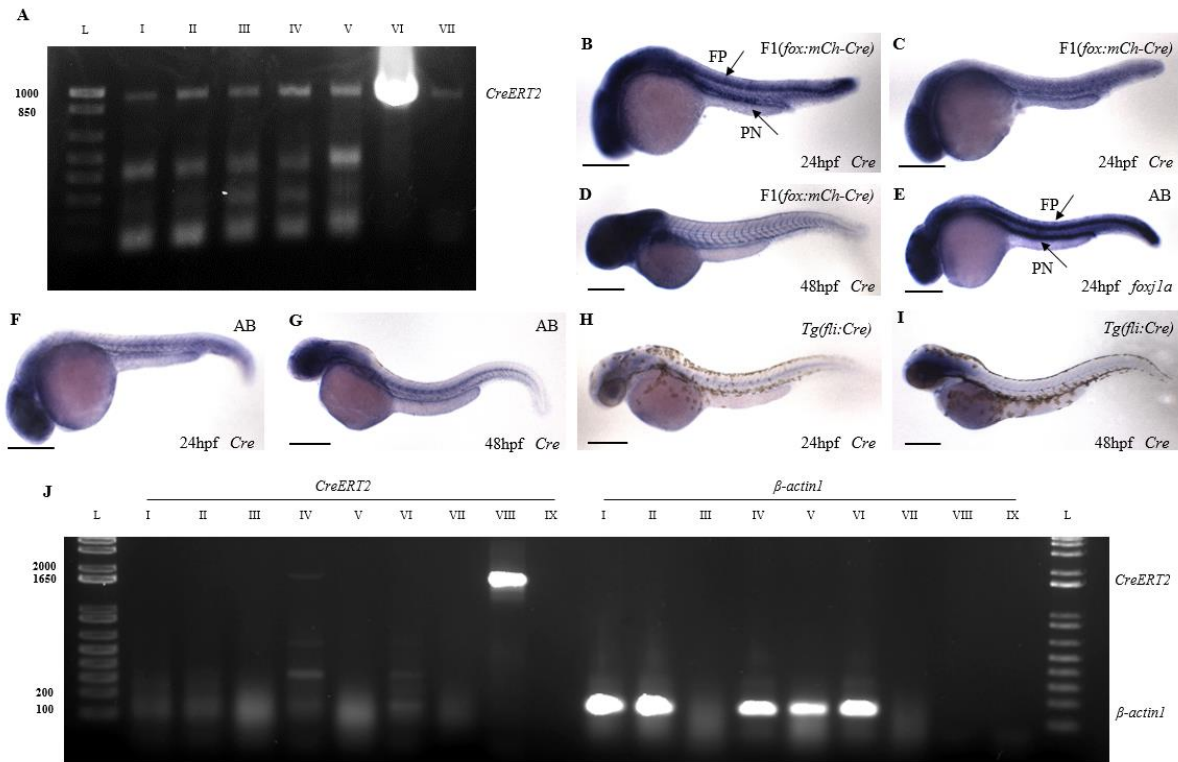 A
L I II III IV V VI VII
1000
850
CreERT2
B F1(fox:mCh-Cre)
FP
PN
24hpf Cre
C F1(fox:mCh-Cre)
24hpf Cre
D F1(fox:mCh-Cre)
48hpf Cre
E AB
FP
PN
24hpf foxj1a
F AB
24hpf Cre
G AB
48hpf Cre
H Tg(fli:Cre)
24hpf Cre
I Tg(fli:Cre)
48hpf Cre
J CreERT2 β-actin1
L I II III IV V VI VII VIII IX I II III IV V VI VII VIII IX L
2000
1650
CreERT2
200
100
β-actin1